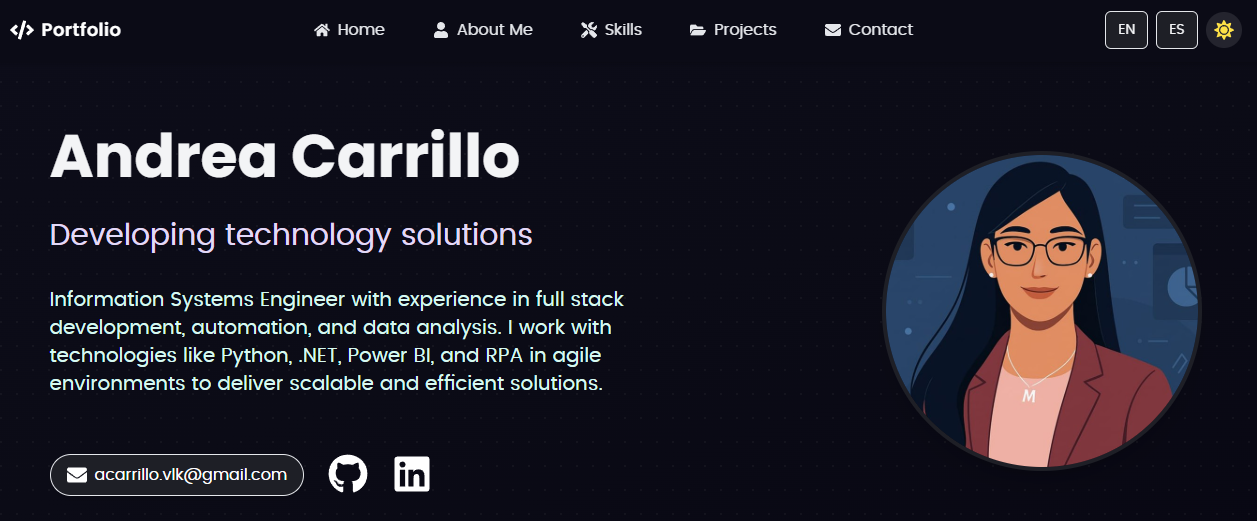 </> Portfolio
Home
About Me
Skills
Projects
Contact
EN
ES
Andrea Carrillo
Developing technology solutions
Information Systems Engineer with experience in full stack
development, automation, and data analysis. I work with
technologies like Python, .NET, Power BI, and RPA in agile
environments to deliver scalable and efficient solutions.
M
acarrillo.vlk@gmail.com
in